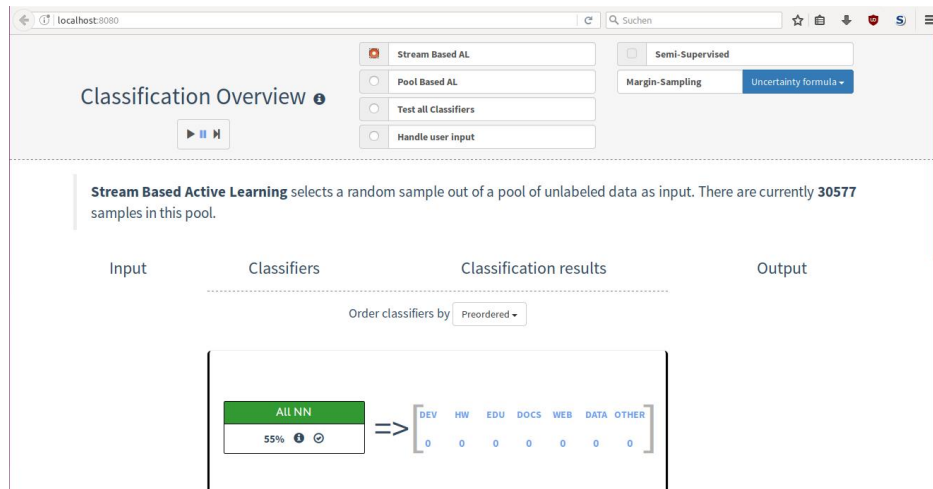 localhost:8080
Suchen
Stream Based AL
Semi-Supervised
Pool Based AL
Margin-Sampling
Uncertainty formula
Classification Overview
Test all Classifiers
Handle user input
Stream Based Active Learning selects a random sample out of a pool of unlabeled data as input. There are currently 30577
samples in this pool.
Input Classifiers Classification results Output
Order classifiers by Preordered
All NN
55%
=>
DEV HW EDU DOCS WEB DATA OTHER
0 0 0 0 0 0 0